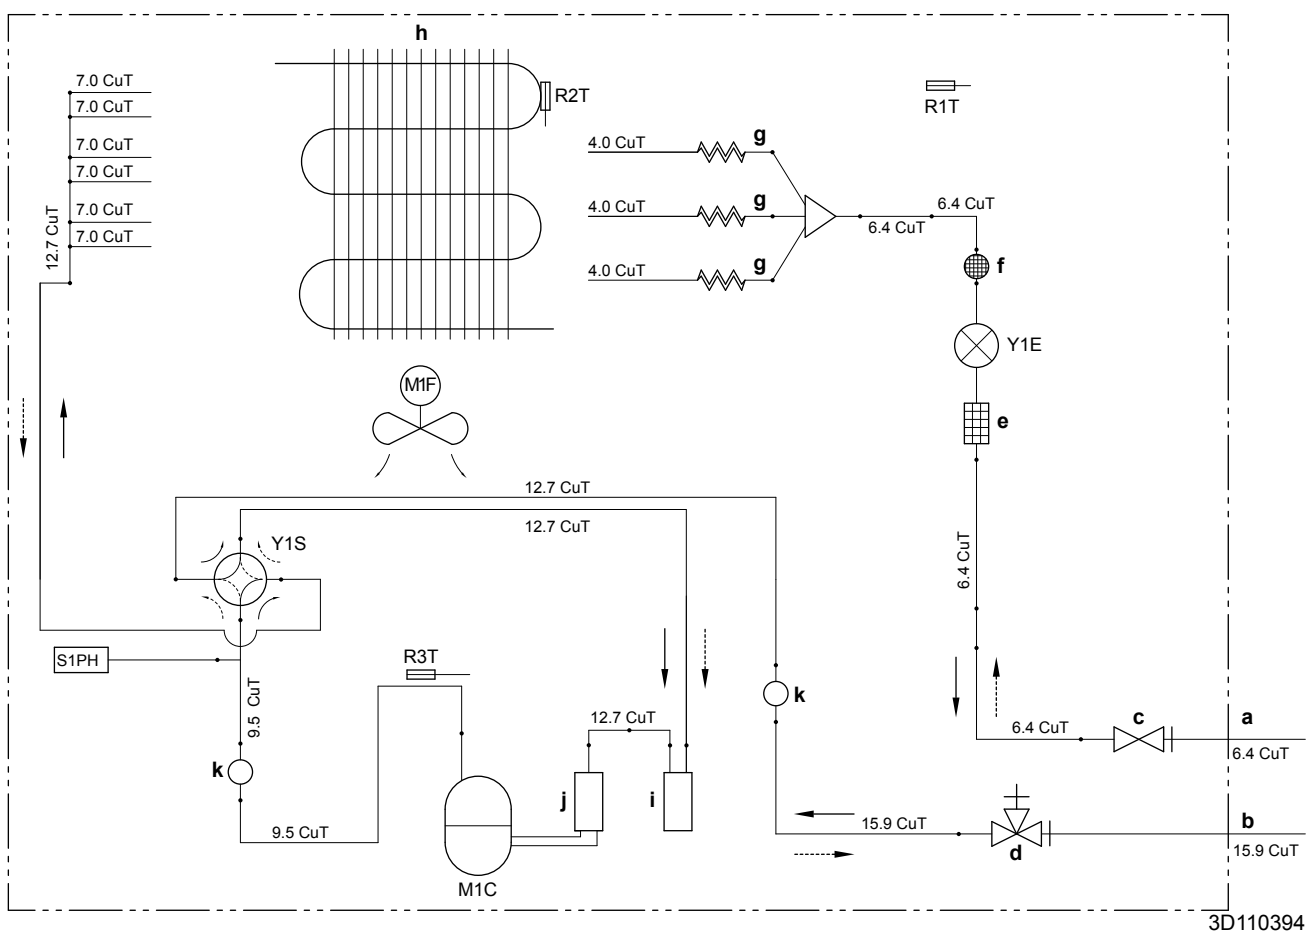 h
7.0 CuT
7.0 CuT
7.0 CuT
7.0 CuT
7.0 CuT
7.0 CuT
12.7 CuT
R2T
R1T
4.0 CuT
g
4.0 CuT
g
4.0 CuT
g
6.4 CuT
6.4 CuT
f
Y1E
e
M1F
12.7 CuT
12.7 CuT
Y1S
6.4 CuT
S1PH
R3T
9.5 CuT
k
k
12.7 CuT
6.4 CuT
c
a
6.4 CuT
j
i
9.5 CuT
M1C
15.9 CuT
d
b
15.9 CuT
3D110394